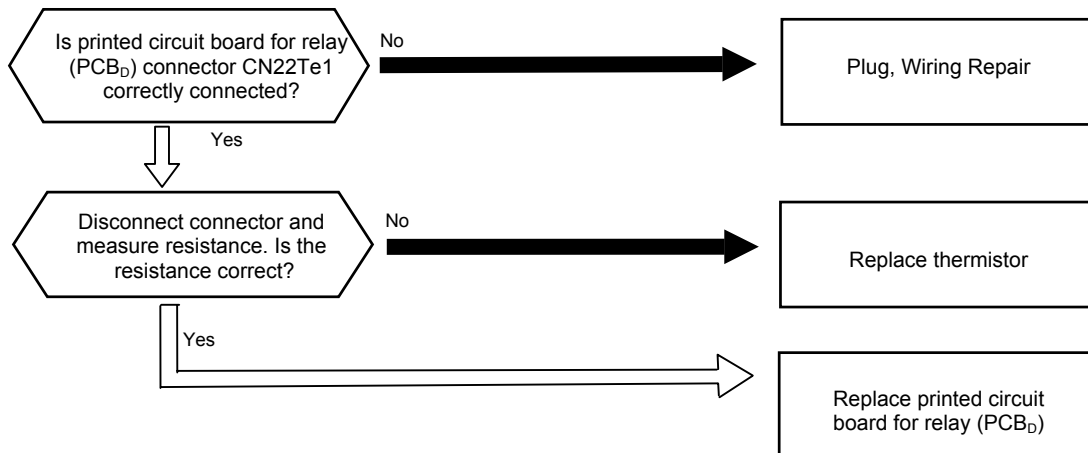 Is printed circuit board for relay
(PCBD) connector CN22Te1
correctly connected?
No
Plug, Wiring Repair
Yes
Disconnect connector and
measure resistance. Is the
resistance correct?
No
Replace thermistor
Yes
Replace printed circuit
board for relay (PCBD)